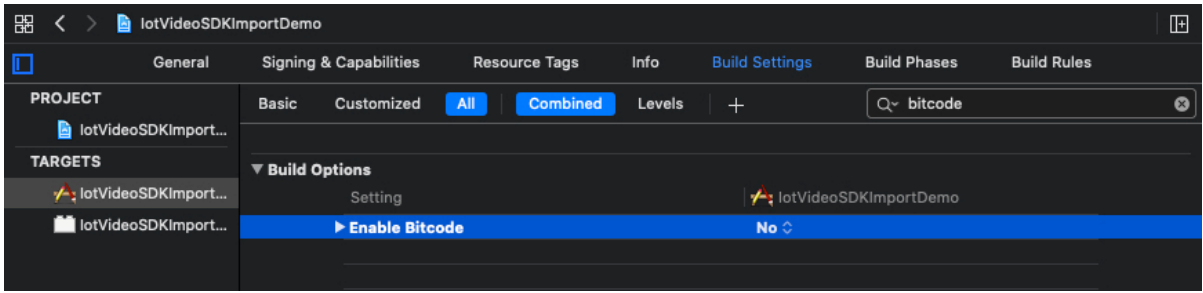 IotVideoSDKImportDemo
General Signing & Capabilities Resource Tags Info Build Settings Build Phases Build Rules
PROJECT Basic Customized All Combined Levels bitcode
IotVideoSDKImport...
TARGETS
Build Options
IotVideoSDKImport... Setting IotVideoSDKImportDemo
IotVideoSDKImport... Enable Bitcode No